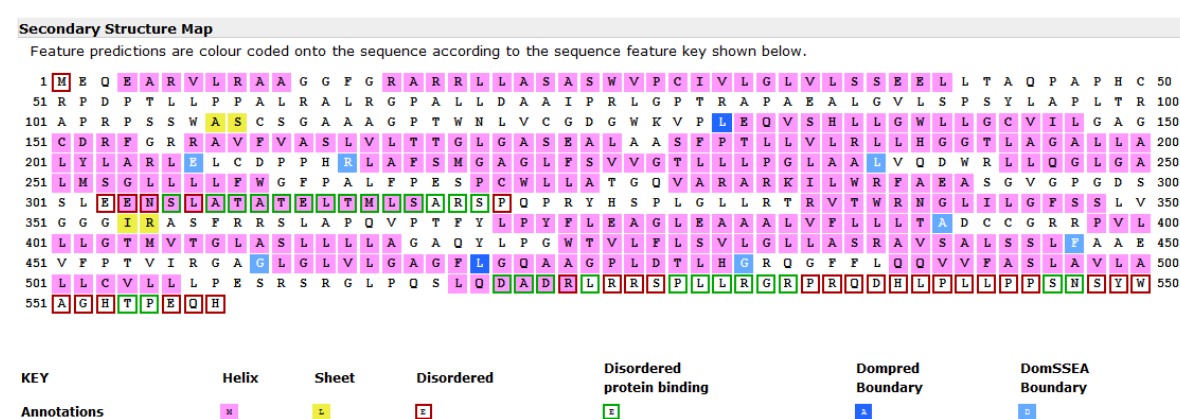 Secondary Structure Map
Feature predictions are colour coded onto the sequence according to the sequence feature key shown below.
1 M E Q E A R V L R A A G G F G R A R R L L A S A S W V P C I V L G L V L S S E E L L T A Q P A P H C 50
51 R P D P T L L P P A L R A L R G P A L L D A A I P R L G P T R A P A E A L G V L S P S Y L A P L T R 100
101 A P R P S S W A S C S G A A A G P T W N L V C G D G W K V P L E Q V S H L L G W L L G C V I L G A G 150
151 C D R F G R R A V F V A S L V L T T G L G A S E A L A A S F P T L L V L R L L H G G T L A G A L L A 200
201 L Y L A R L E L C D P P H R L A F S M G A G L F S V V G T L L L P G L A A L V Q D W R L L Q G L G A 250
251 L M S G L L L L F W G F P A L F P E S P C W L L A T G Q V A R A R K I L W R F A E A S G V G P G D S 300
301 S L E E N S L A T A T E L T M L S A R S P Q P R Y H S P L G L L R T R V T W R N G L I L G F S S L V 350
351 G G G I R A S F R R S L A P Q V P T F Y L P Y F L E A G L E A A A L V F L L L T A D C C G R R P V L 400
401 L L G T M V T G L A S L L L L A G A Q Y L P G W T V L F L S V L G L L A S R A V S A L S S L F A A E 450
451 V F P T V I R G A G L G L V L G A G F L G Q A A G P L D T L H G R Q G F F L Q Q V V F A S L A V L A 500
501 L L C V L L L P E S R S R G L P Q S L Q D A D R L R R S P L L R G R P R Q D H L P L L P P S N S Y W 550
551 A G H T P E Q H
KEY Helix Sheet Disordered Disordered protein binding Dompred Boundary DomSSEA Boundary
Annotations M L E E A D